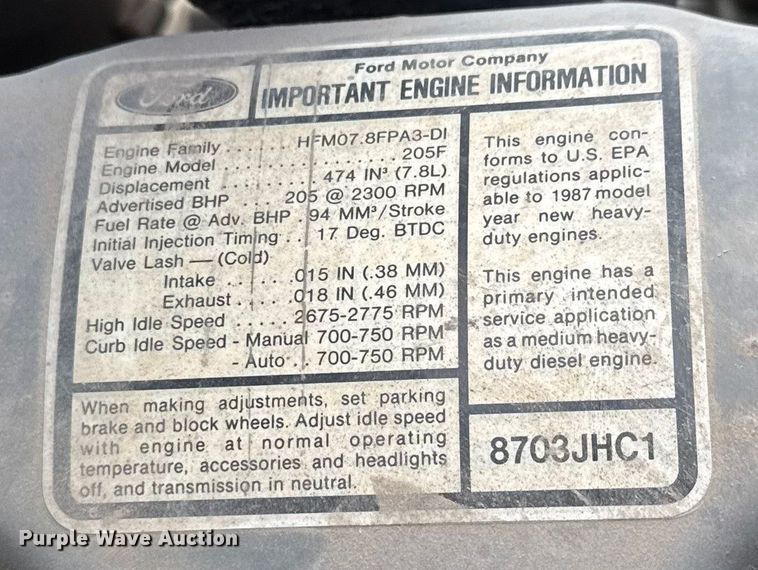 Ford
Ford Motor Company
IMPORTANT ENGINE INFORMATION
Engine Family ...... HFM07.8FPA3-DI
Engine Model ............... 205F
Displacement ....... 474 IN³ (7.8L)
Advertised BHP .. 205 @ 2300 RPM
Fuel Rate @ Adv. BHP . 94 MM³/Stroke
Initial Injection Timing .. 17 Deg. BTDC
Valve Lash — (Cold)
Intake ...... .015 IN (.38 MM)
Exhaust .... .018 IN (.46 MM)
High Idle Speed ..... 2675-2775 RPM
Curb Idle Speed - Manual 700-750 RPM
- Auto .. 700-750 RPM
This engine con-
forms to U.S. EPA
regulations applic-
able to 1987 model
year new heavy-
duty engines.
This engine has a
primary intended
service application
as a medium heavy-
duty diesel engine.
When making adjustments, set parking
brake and block wheels. Adjust idle speed
with engine at normal operating
temperature, accessories and headlights
off, and transmission in neutral.
8703JHC1
Purple Wave Auction